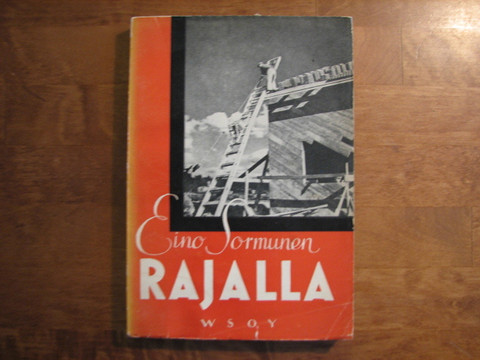 Eino Sormunen
RAJALLA
WSOY